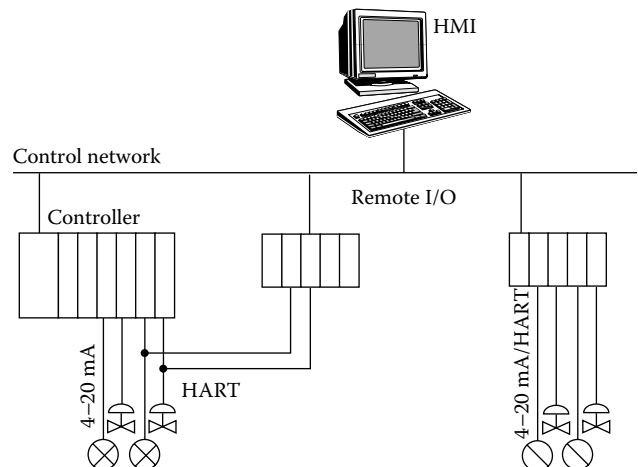 HMI
Control network
Remote I/O
Controller
4–20 mA
HART
4–20 mA/HART